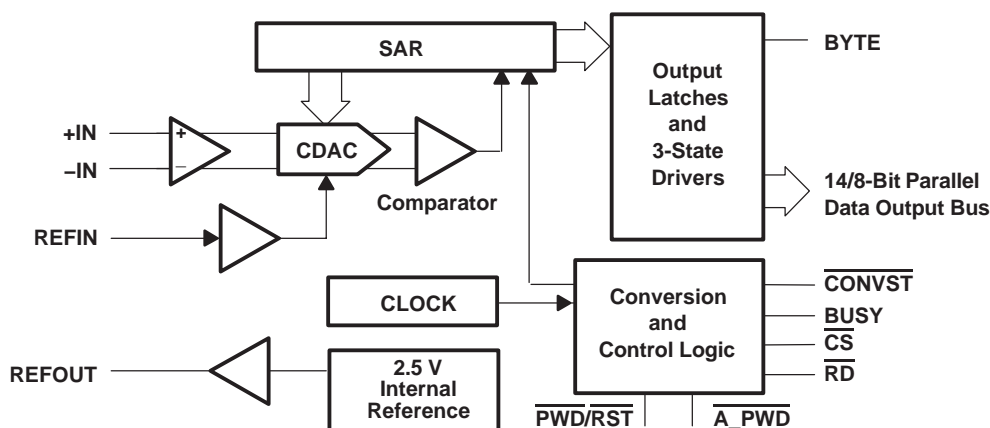 SAR
BYTE
Output
Latches
and
3-State
Drivers
+IN
–IN
+
–
CDAC
Comparator
14/8-Bit Parallel
Data Output Bus
REFIN
CLOCK
Conversion
and
Control Logic
CONVST
BUSY
CS
RD
REFOUT
2.5 V
Internal
Reference
PWD/RST
A_PWD